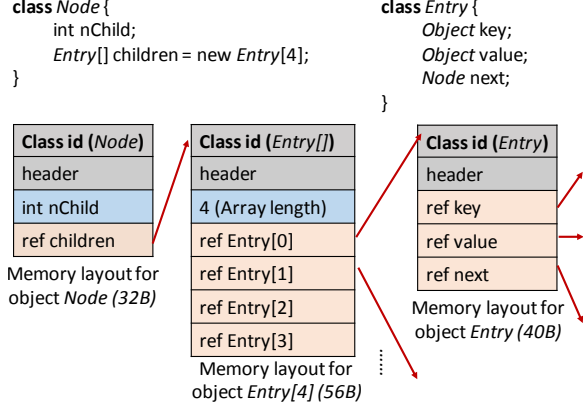 class Node {
int nChild;
Entry[] children = new Entry[4];
}
class Entry {
Object key;
Object value;
Node next;
}
Class id (Node)
header
int nChild
ref children
Memory layout for
object Node (32B)
Class id (Entry[])
header
4 (Array length)
ref Entry[0]
ref Entry[1]
ref Entry[2]
ref Entry[3]
Memory layout for
object Entry[4] (56B)
Class id (Entry)
header
ref key
ref value
ref next
Memory layout for
object Entry (40B)